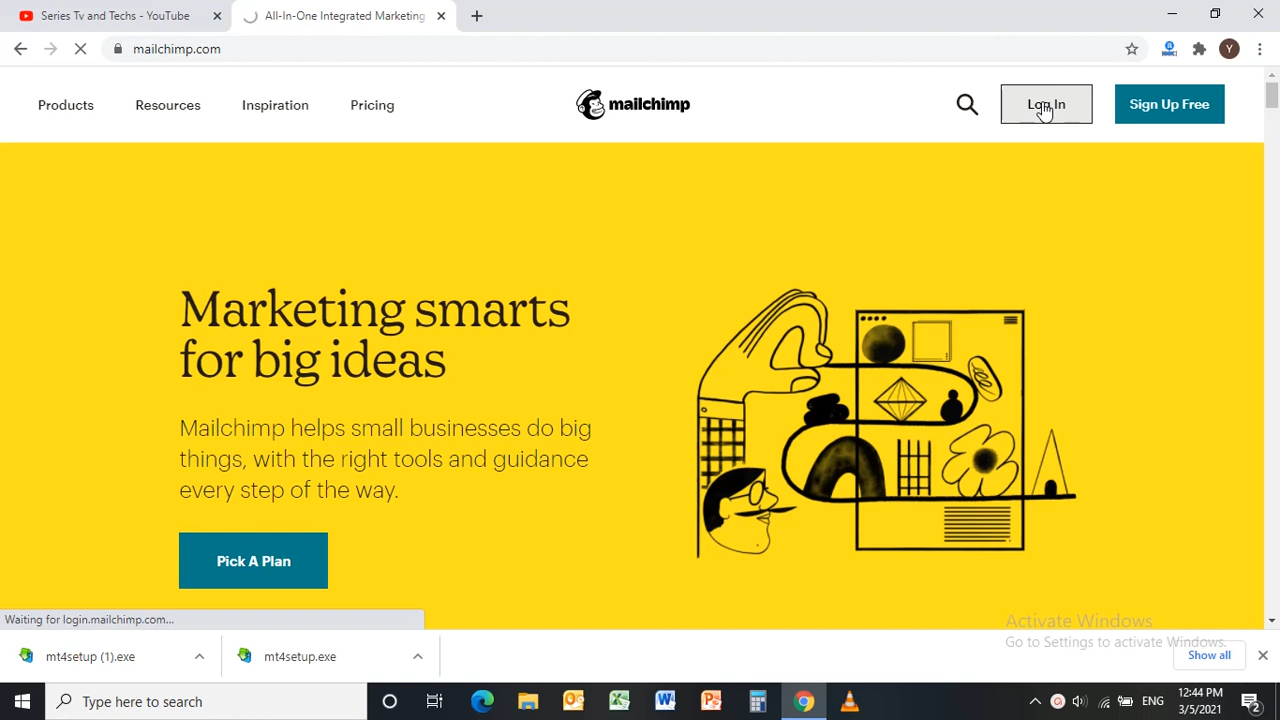 Series Tv and Techs - YouTube
All-In-One Integrated Marketing
mailchimp.com
Y
Products
Resources
Inspiration
Pricing
mailchimp
Log In
Sign Up Free
Marketing smarts
for big ideas
Mailchimp helps small businesses do big
things, with the right tools and guidance
every step of the way.
Pick A Plan
Waiting for login.mailchimp.com...
Activate Windows
Go to Settings to activate Windows.
mt4setup (1).exe
mt4setup.exe
Show all
Type here to search
ENG
12:44 PM
3/5/2021
2